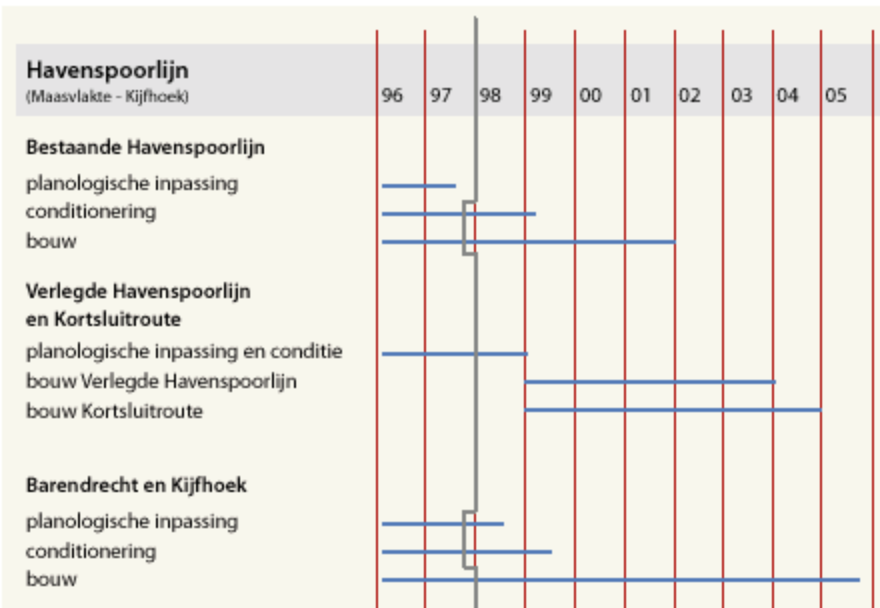 Havenspoorlijn
(Maasvlakte - Kijfhoek)
96 97 98 99 00 01 02 03 04 05
Bestaande Havenspoorlijn
planologische inpassing
conditionering
bouw
Verlegde Havenspoorlijn
en Kortsluitroute
planologische inpassing en conditie
bouw Verlegde Havenspoorlijn
bouw Kortsluitroute
Barendrecht en Kijfhoek
planologische inpassing
conditionering
bouw